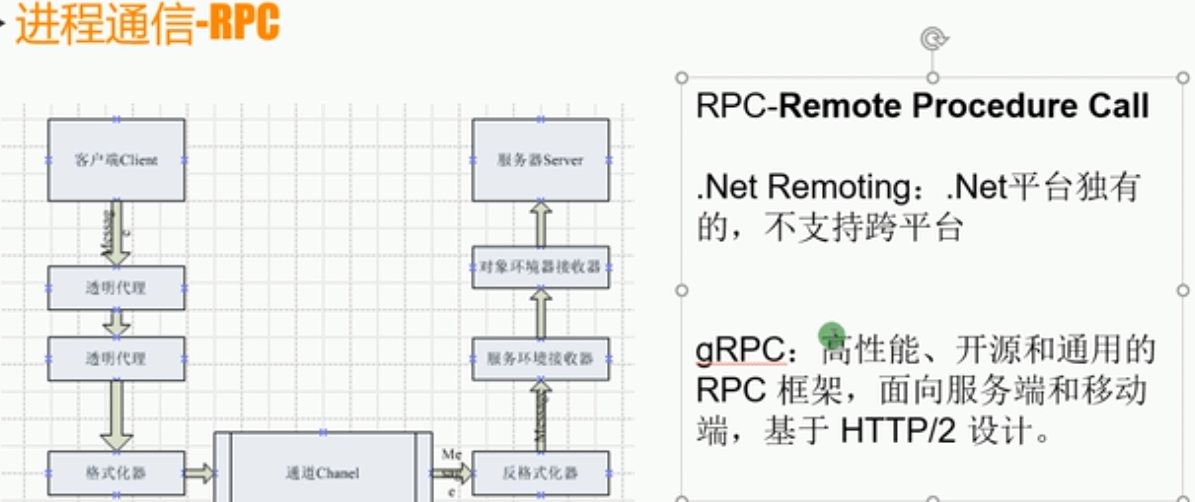 进程通信-RPC
客户端Client
Message
透明代理
透明代理
格式化器
通道Chanel
Message
反格式化器
Message
服务环境接收器
对象环境器接收器
服务器Server
RPC-Remote Procedure Call
.Net Remoting：.Net平台独有
的，不支持跨平台
gRPC：高性能、开源和通用的
RPC 框架，面向服务端和移动
端，基于 HTTP/2 设计。